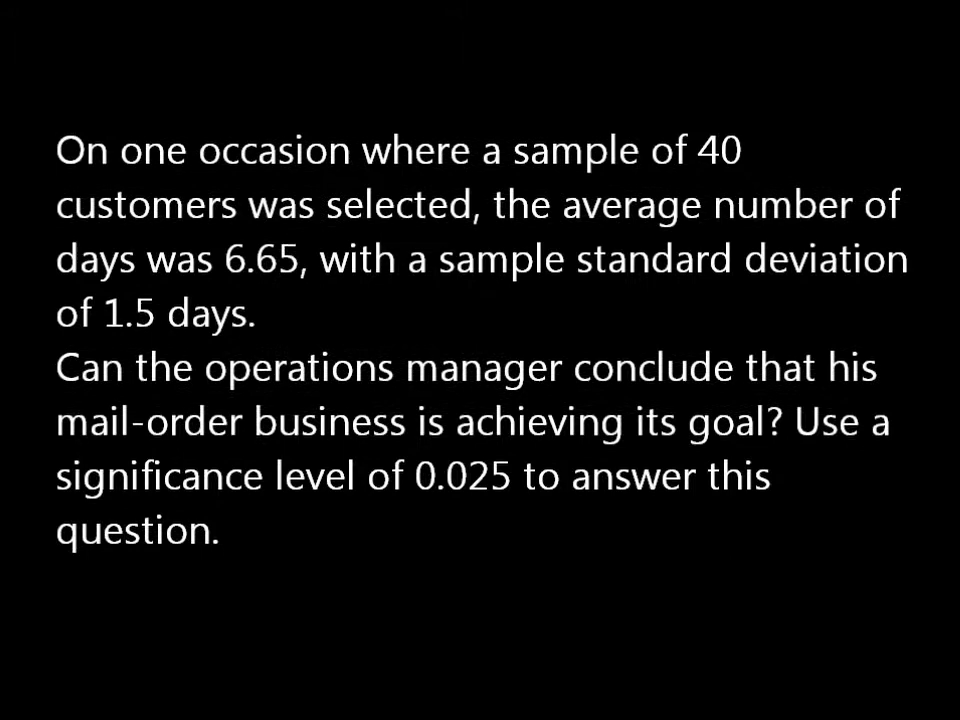 On one occasion where a sample of 40
customers was selected, the average number of
days was 6.65, with a sample standard deviation
of 1.5 days.
Can the operations manager conclude that his
mail-order business is achieving its goal? Use a
significance level of 0.025 to answer this
question.